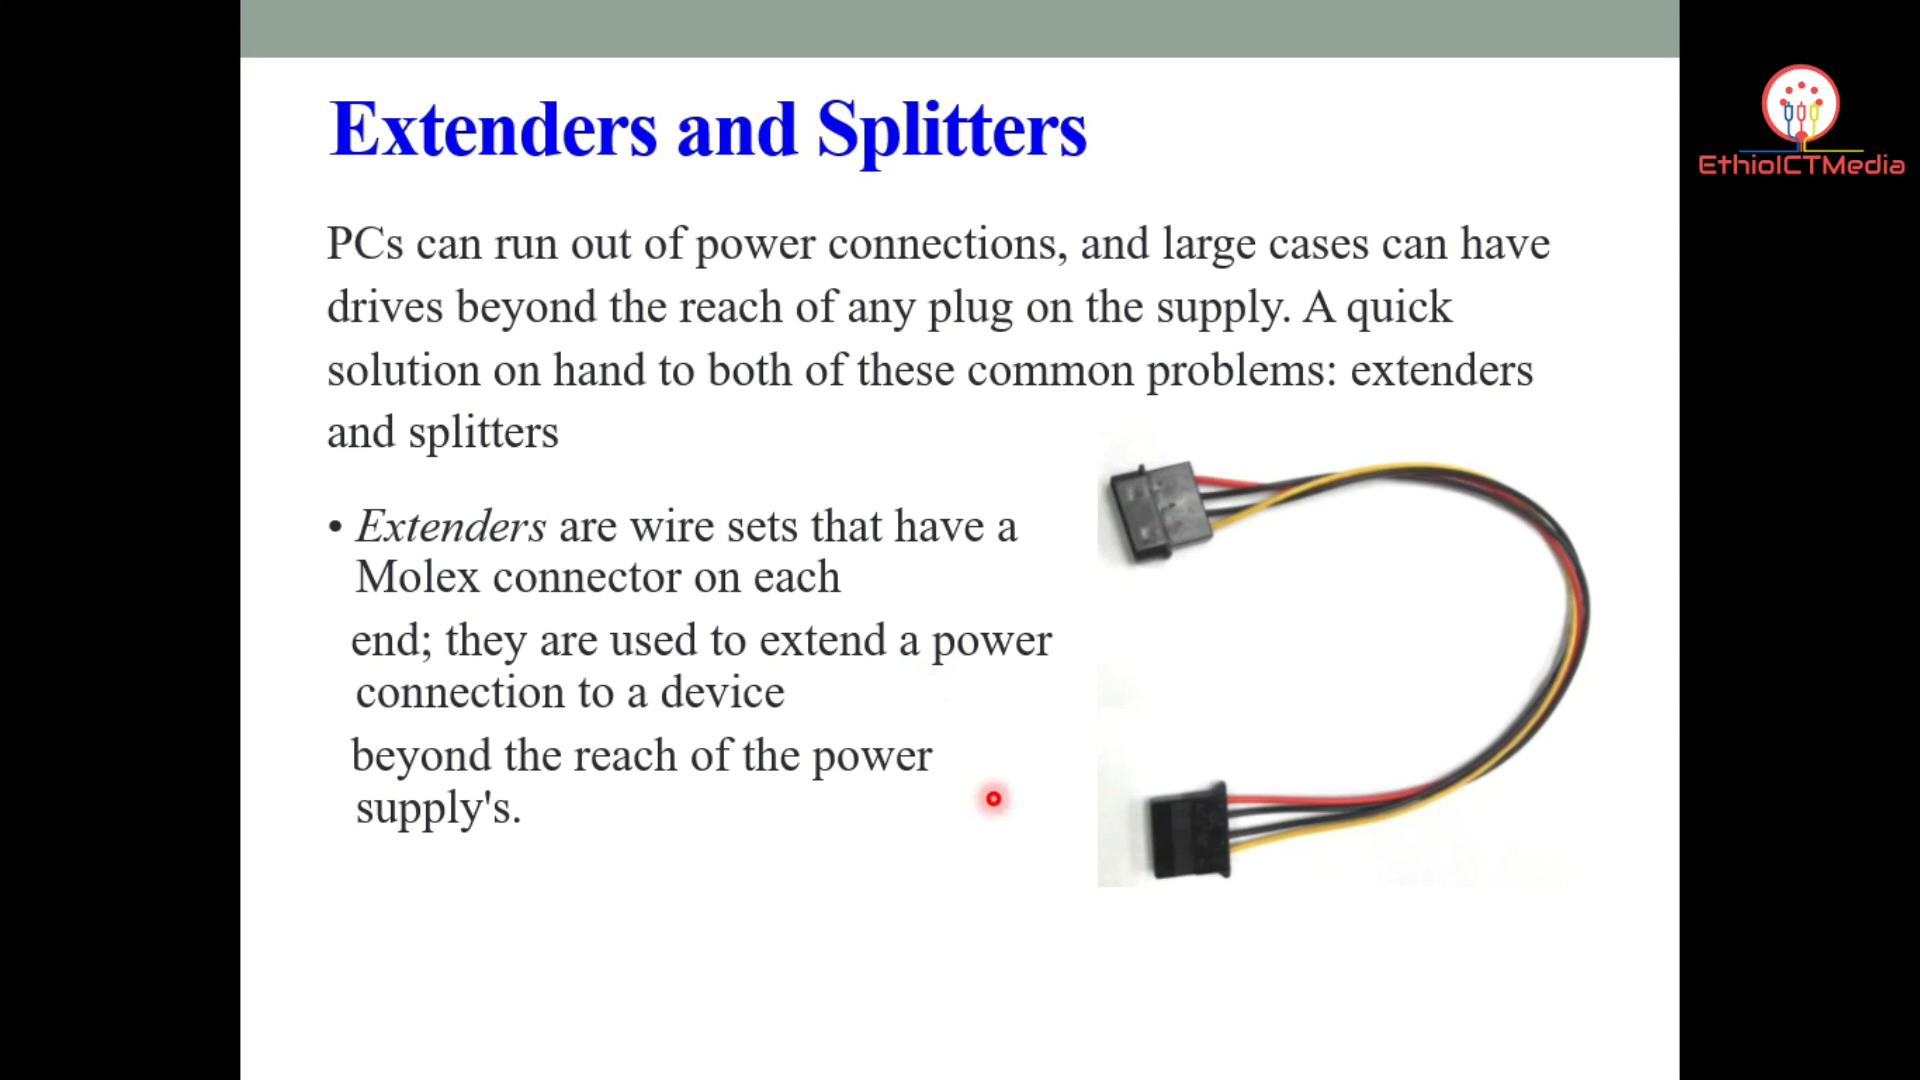 Extenders and Splitters
EthioICTMedia
PCs can run out of power connections, and large cases can have
drives beyond the reach of any plug on the supply. A quick
solution on hand to both of these common problems: extenders
and splitters
• Extenders are wire sets that have a
Molex connector on each
end; they are used to extend a power
connection to a device
beyond the reach of the power
supply's.